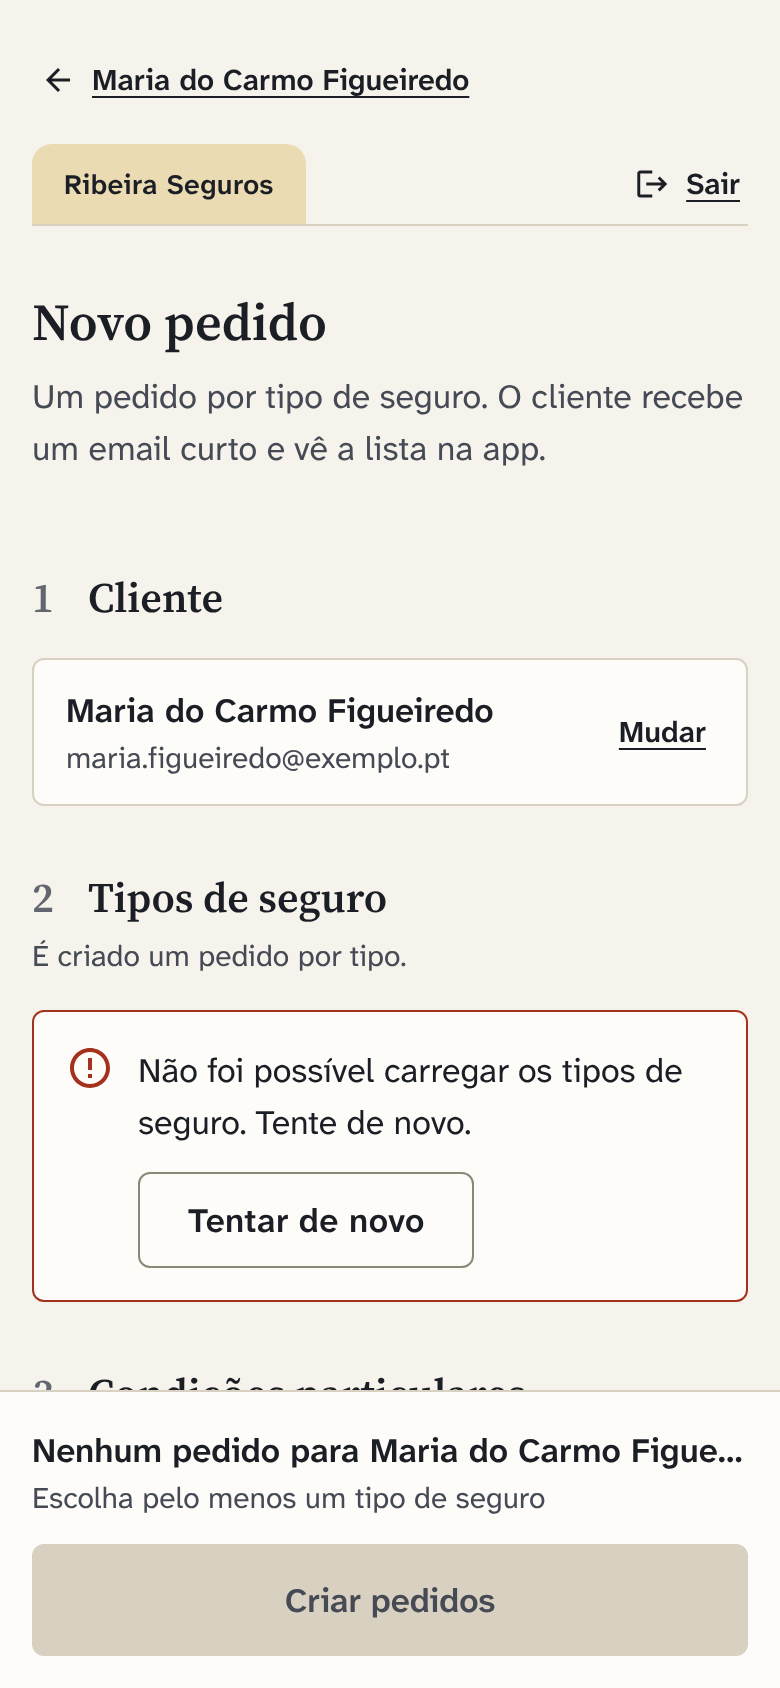 Maria do Carmo Figueiredo
Ribeira Seguros
Sair
Novo pedido
Um pedido por tipo de seguro. O cliente recebe
um email curto e vê a lista na app.
1 Cliente
Maria do Carmo Figueiredo
maria.figueiredo@exemplo.pt
Mudar
2 Tipos de seguro
É criado um pedido por tipo.
Não foi possível carregar os tipos de
seguro. Tente de novo.
Tentar de novo
3 Condições particulares
Nenhum pedido para Maria do Carmo Figue...
Escolha pelo menos um tipo de seguro
Criar pedidos